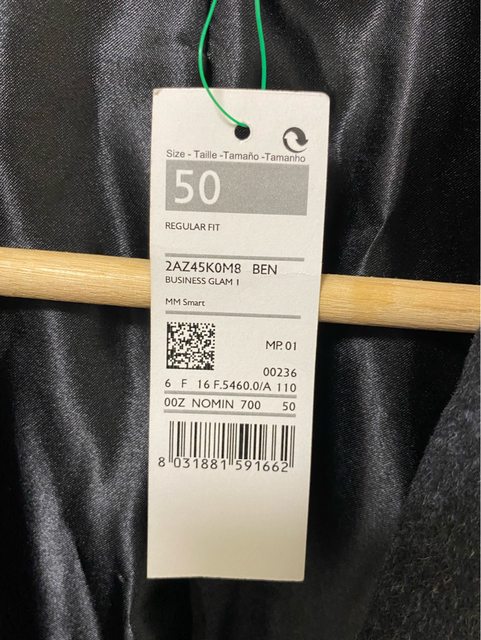 Size - Taille -Tamaño -Tamanho
50
REGULAR FIT
2AZ45K0M8 BEN
BUSINESS GLAM 1
MM Smart
MP. 01
00236
6 F 16 F.5460.0/A 110
00Z NOMIN 700 50
8 031881 591662